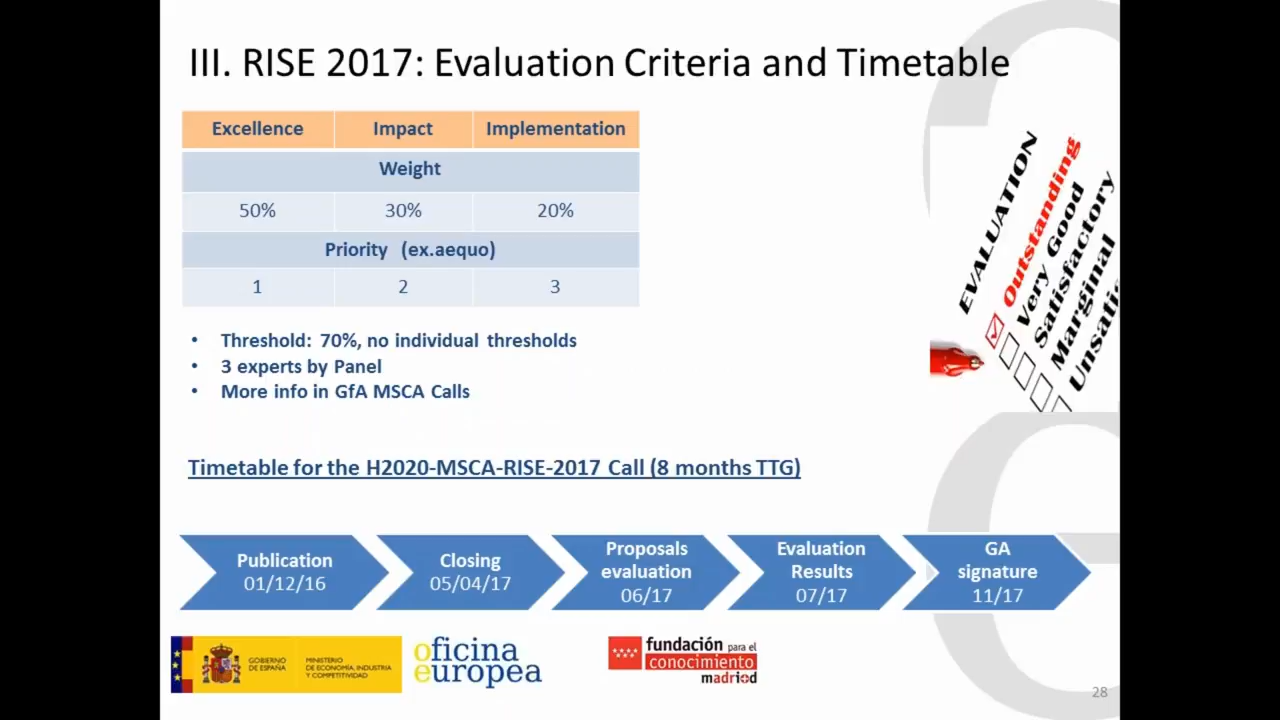 III. RISE 2017: Evaluation Criteria and Timetable
Excellence Impact Implementation
Weight
50% 30% 20%
Priority (ex.aequo)
1 2 3
• Threshold: 70%, no individual thresholds
• 3 experts by Panel
• More info in GfA MSCA Calls
EVALUATION
Outstanding
Very Good
Satisfactory
Marginal
Unsatis
Timetable for the H2020-MSCA-RISE-2017 Call (8 months TTG)
Publication
01/12/16
Closing
05/04/17
Proposals
evaluation
06/17
Evaluation
Results
07/17
GA
signature
11/17
GOBIERNO
DE ESPAÑA
MINISTERIO
DE ECONOMÍA, INDUSTRIA
Y COMPETITIVIDAD
oficina
europea
fundación para el
conocimiento
madri+d
28